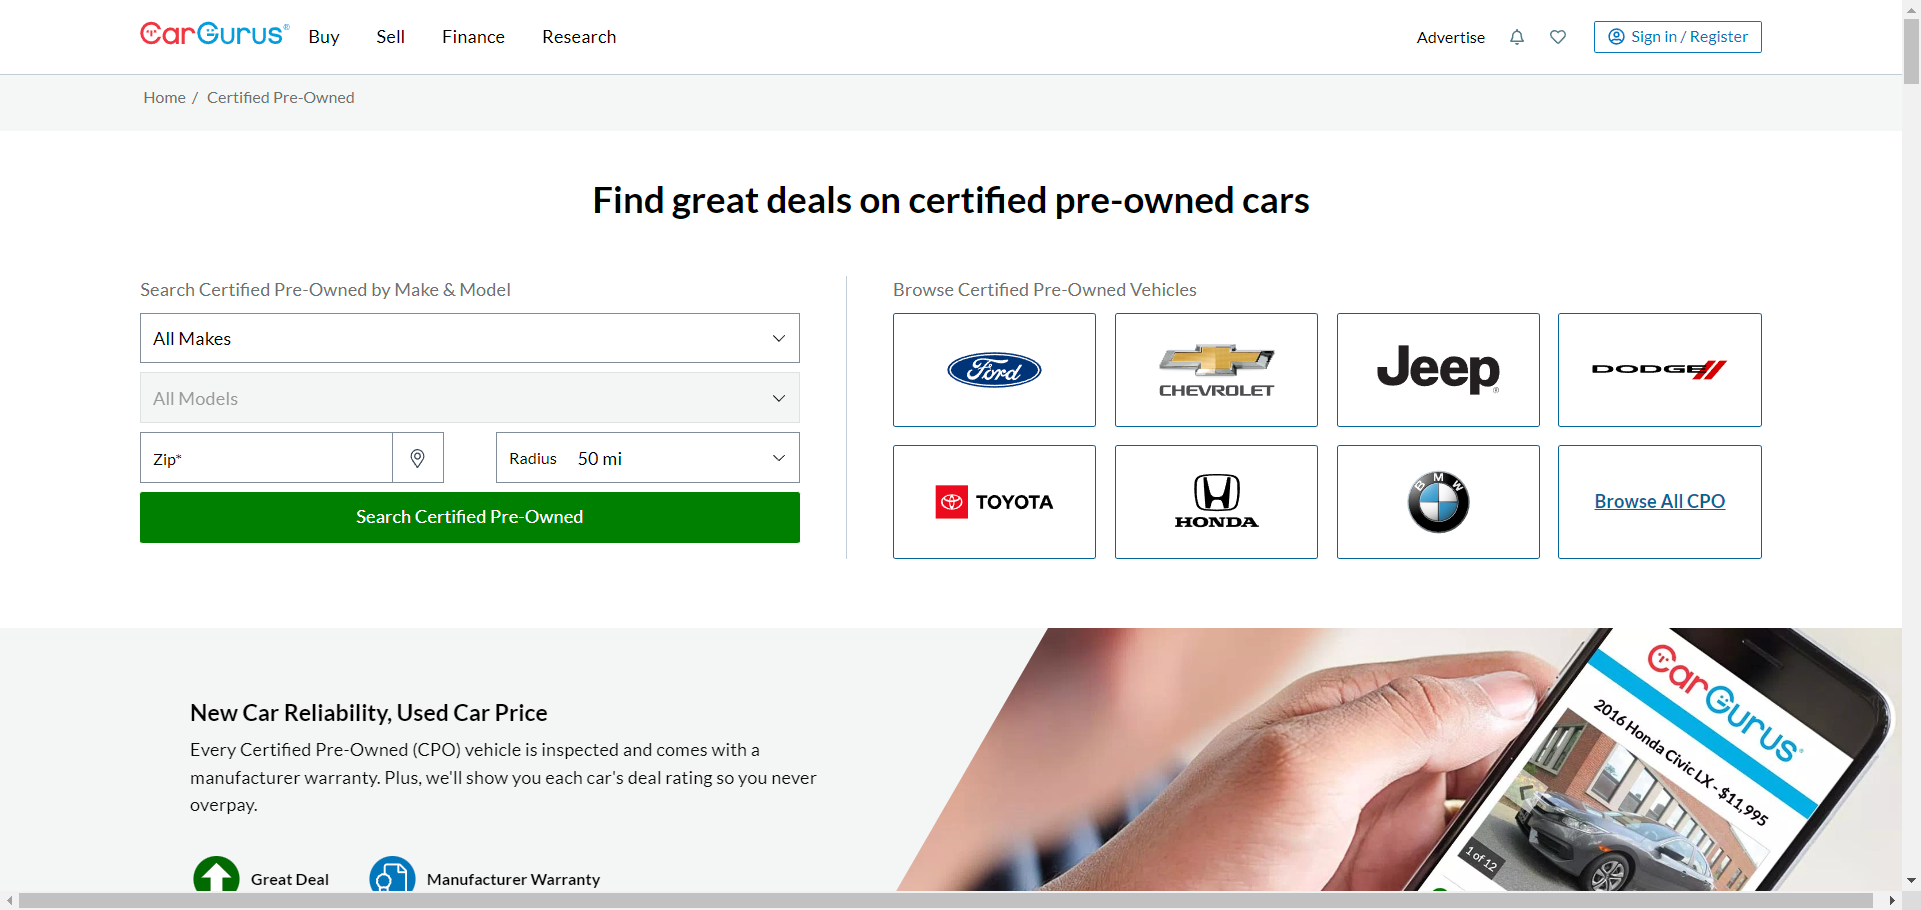 CarGurus®
Buy
Sell
Finance
Research
Advertise
Sign in / Register
Home / Certified Pre-Owned
Find great deals on certified pre-owned cars
Search Certified Pre-Owned by Make & Model
All Makes
All Models
Zip*
Radius 50 mi
Search Certified Pre-Owned
Browse Certified Pre-Owned Vehicles
Ford
CHEVROLET
Jeep®
DODGE
TOYOTA
HONDA
BMW
Browse All CPO
New Car Reliability, Used Car Price
Every Certified Pre-Owned (CPO) vehicle is inspected and comes with a
manufacturer warranty. Plus, we'll show you each car's deal rating so you never
overpay.
Great Deal
Manufacturer Warranty
CarGurus®
2016 Honda Civic LX - $11,995
1 of 12